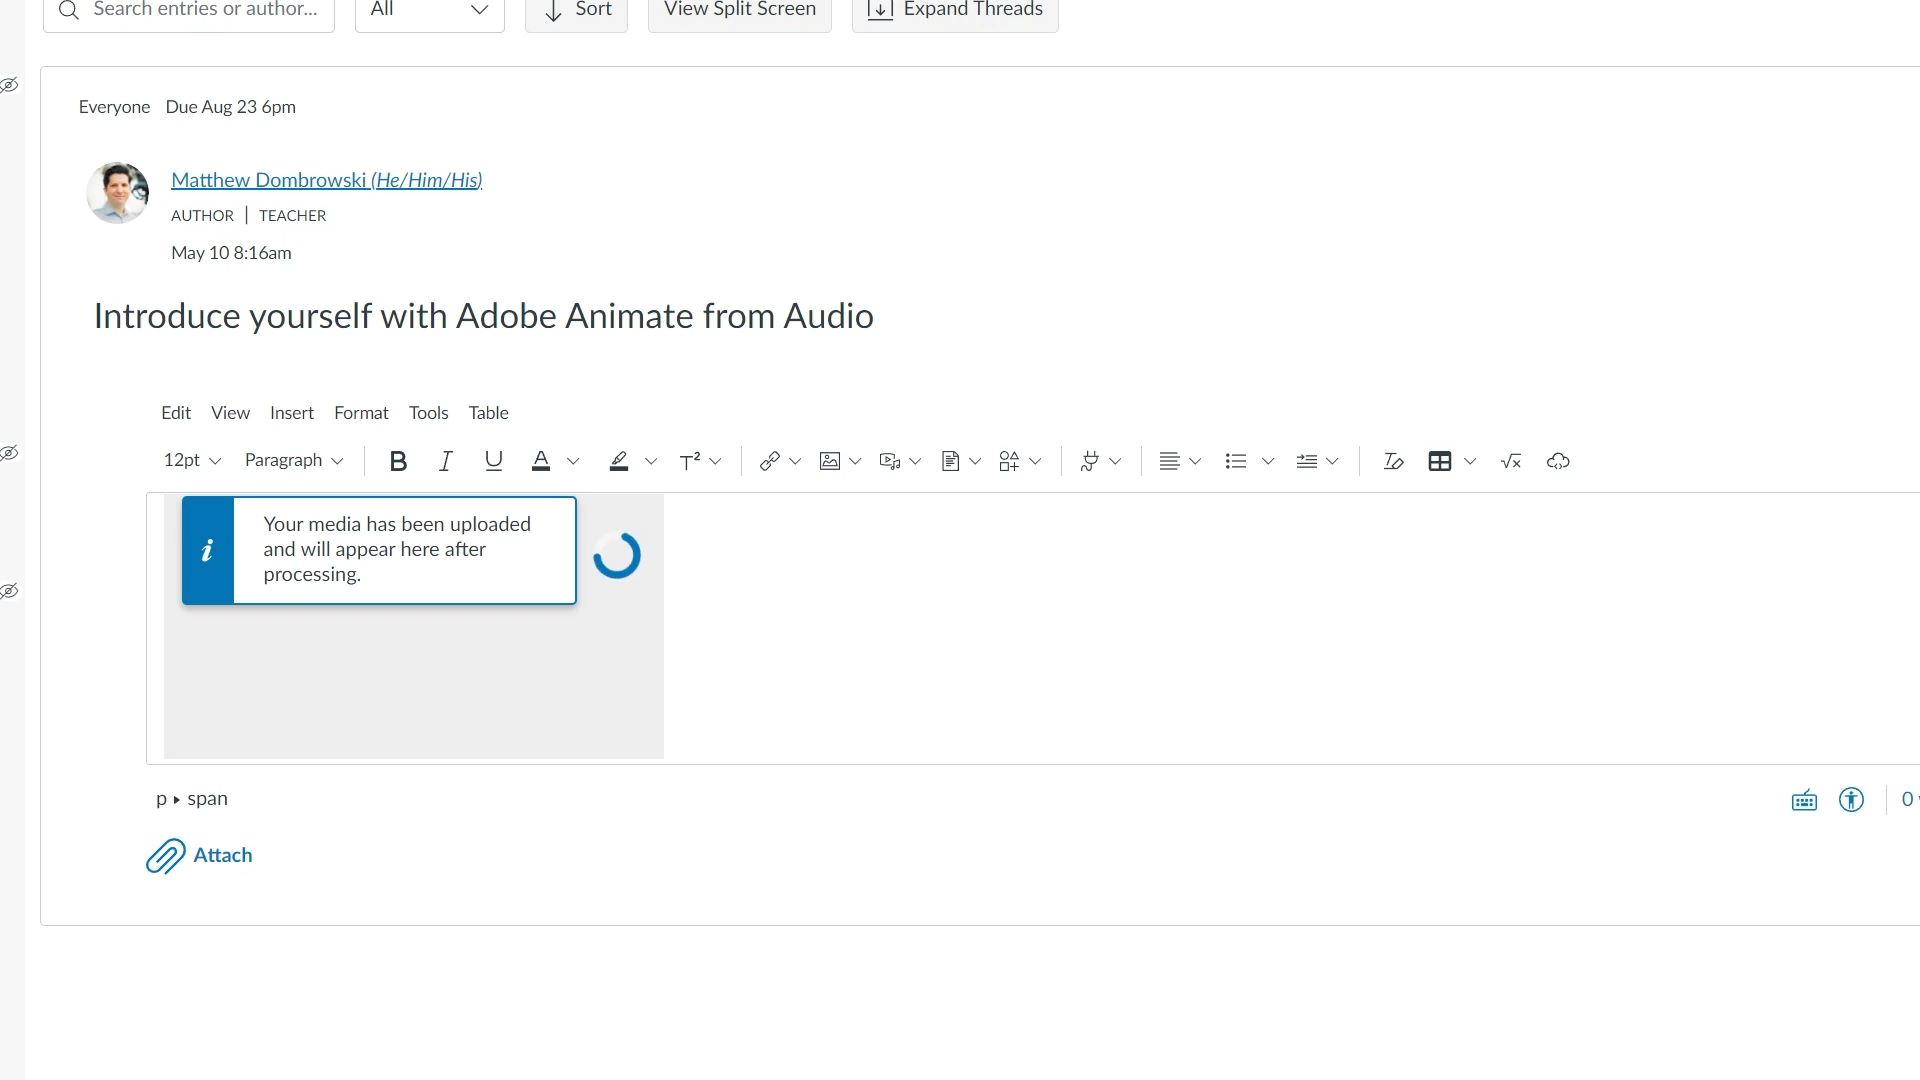 Search entries or author...
All
Sort
View Split Screen
Expand Threads
Everyone Due Aug 23 6pm
Matthew Dombrowski (He/Him/His)
AUTHOR | TEACHER
May 10 8:16am
Introduce yourself with Adobe Animate from Audio
Edit View Insert Format Tools Table
12pt Paragraph B I U A T²
Your media has been uploaded
and will appear here after
processing.
p ▸ span
0
Attach